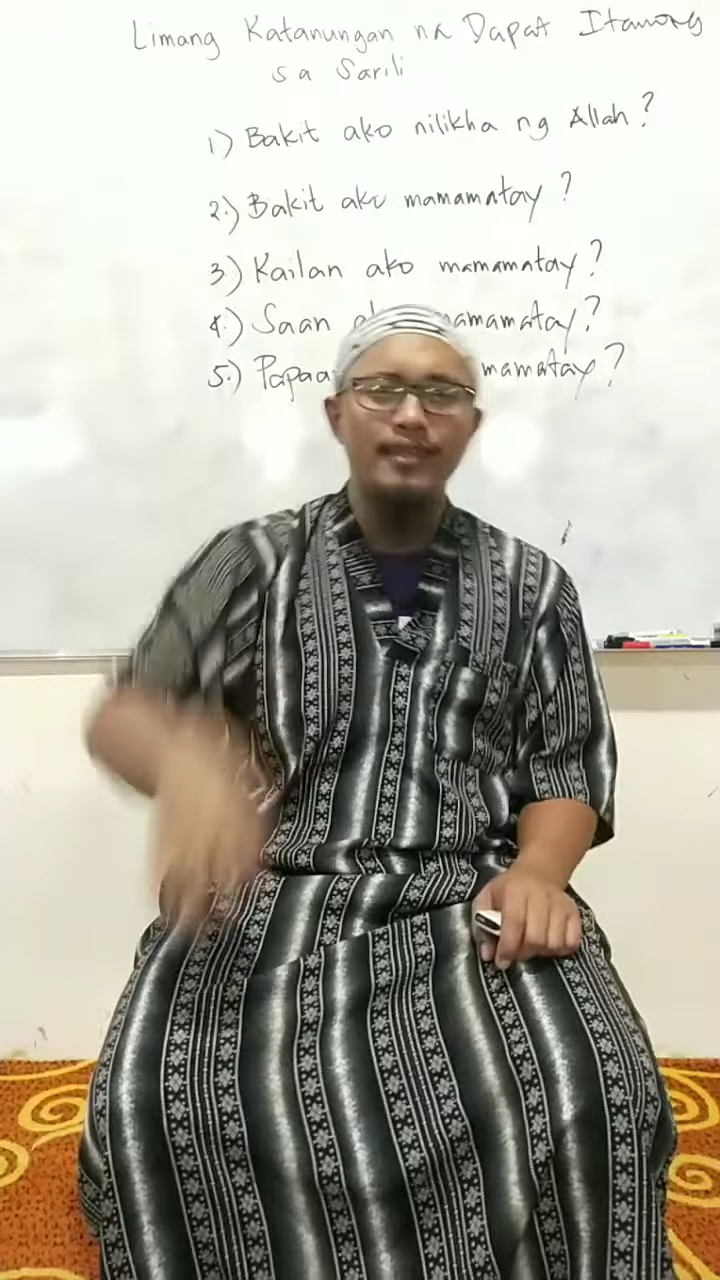 Limang Katanungan na Dapat Itanong
sa Sarili
1) Bakit ako nilikha ng Allah?
2.) Bakit ako mamamatay?
3) Kailan ako mamamatay?
4.) Saan mamamatay?
5.) mamatay?